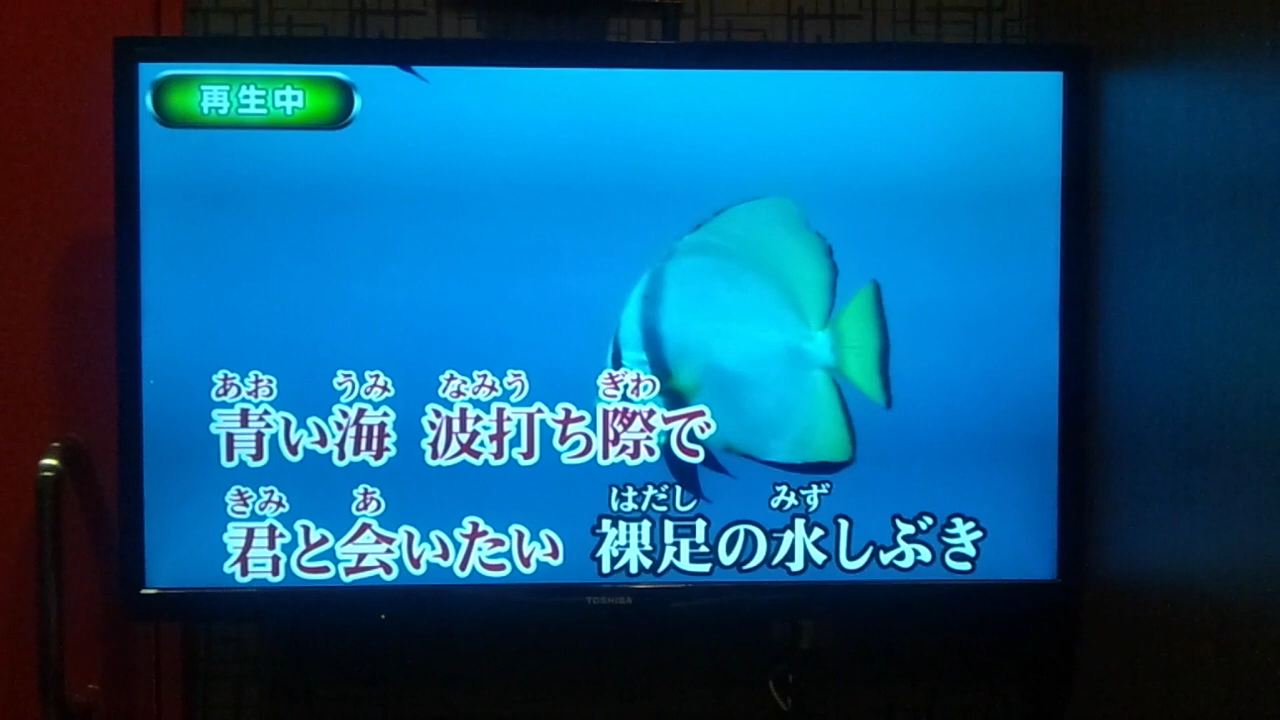 再生中
あお うみ なみう ぎわ
青い海 波打ち際で
きみ あ はだし みず
君と会いたい 裸足の水しぶき
TOSHIBA